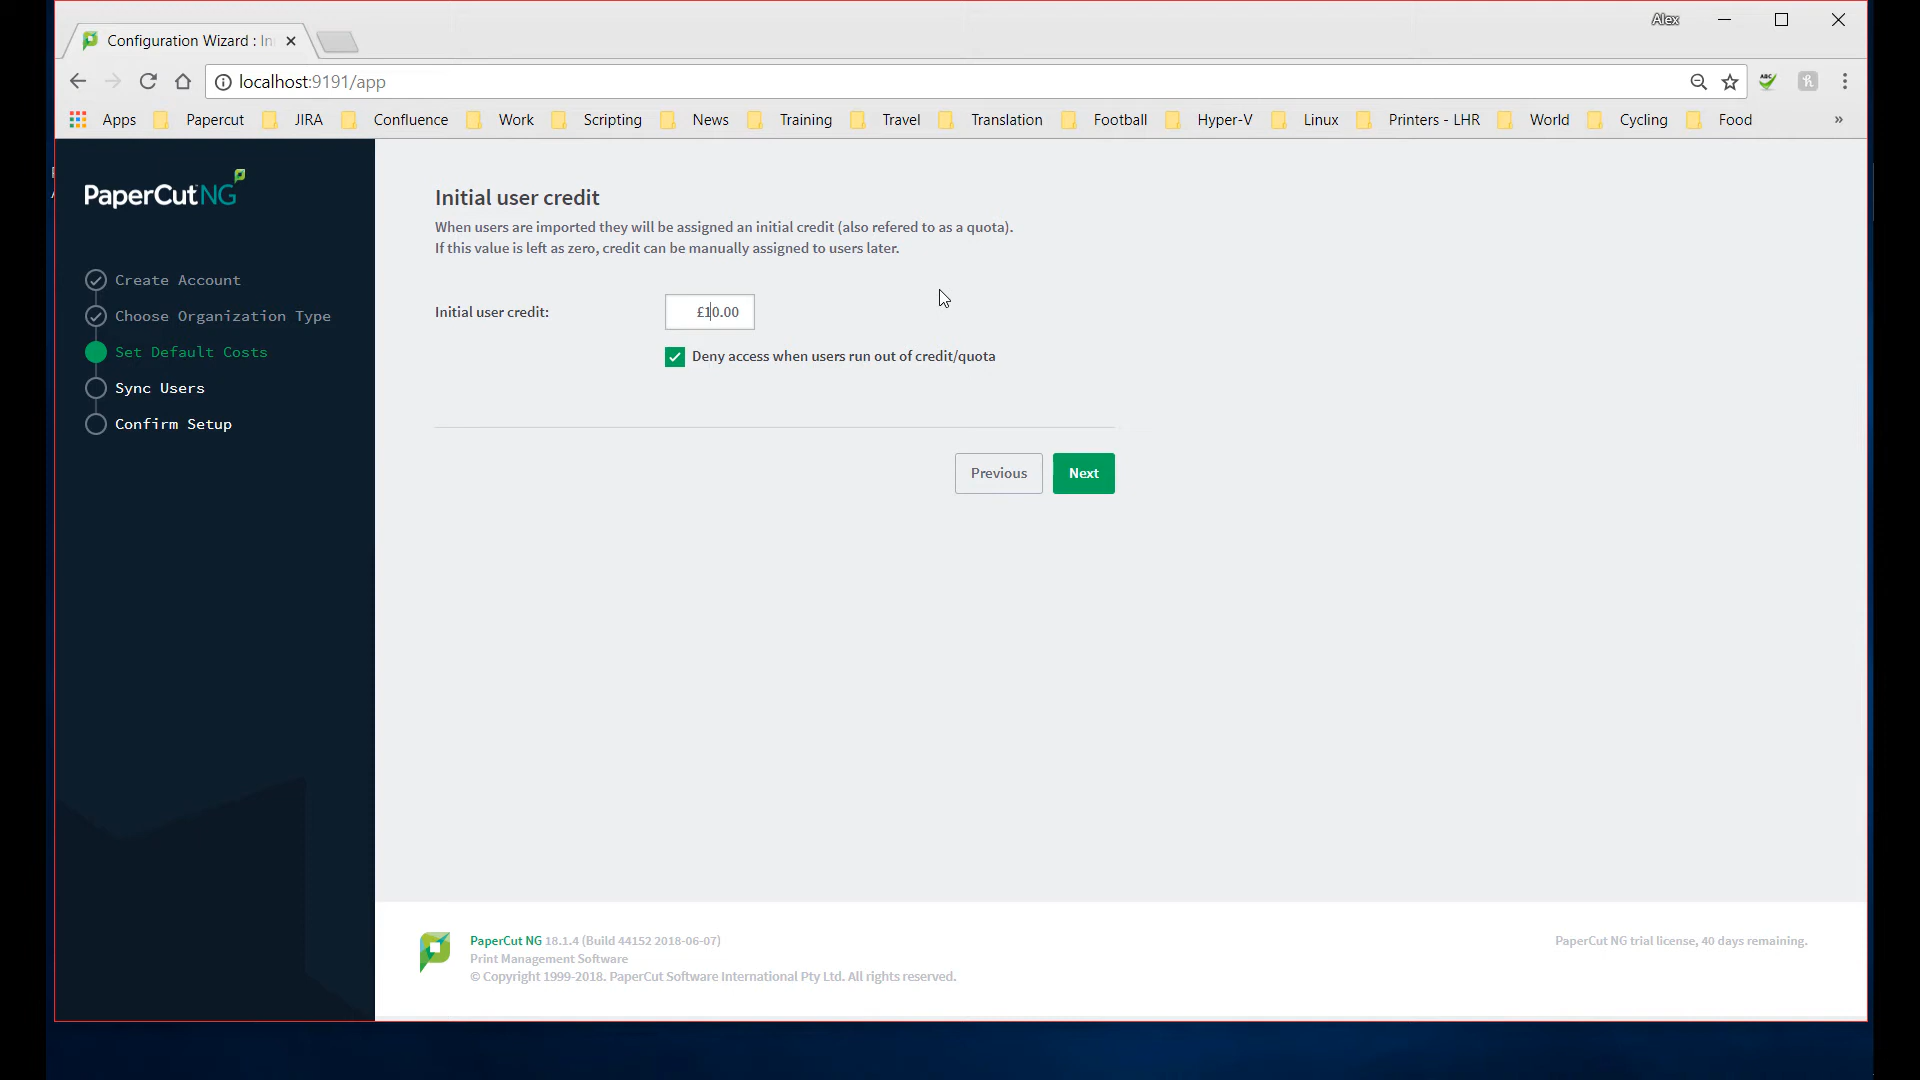 Alex
Configuration Wizard : In
localhost:9191/app
Apps Papercut JIRA Confluence Work Scripting News Training Travel Translation Football Hyper-V Linux Printers - LHR World Cycling Food »
PaperCut NG
Create Account
Choose Organization Type
Set Default Costs
Sync Users
Confirm Setup
Initial user credit
When users are imported they will be assigned an initial credit (also refered to as a quota).
If this value is left as zero, credit can be manually assigned to users later.
Initial user credit: £10.00
Deny access when users run out of credit/quota
Previous Next
PaperCut NG 18.1.4 (Build 44152 2018-06-07)
Print Management Software
© Copyright 1999-2018. PaperCut Software International Pty Ltd. All rights reserved.
PaperCut NG trial license, 40 days remaining.